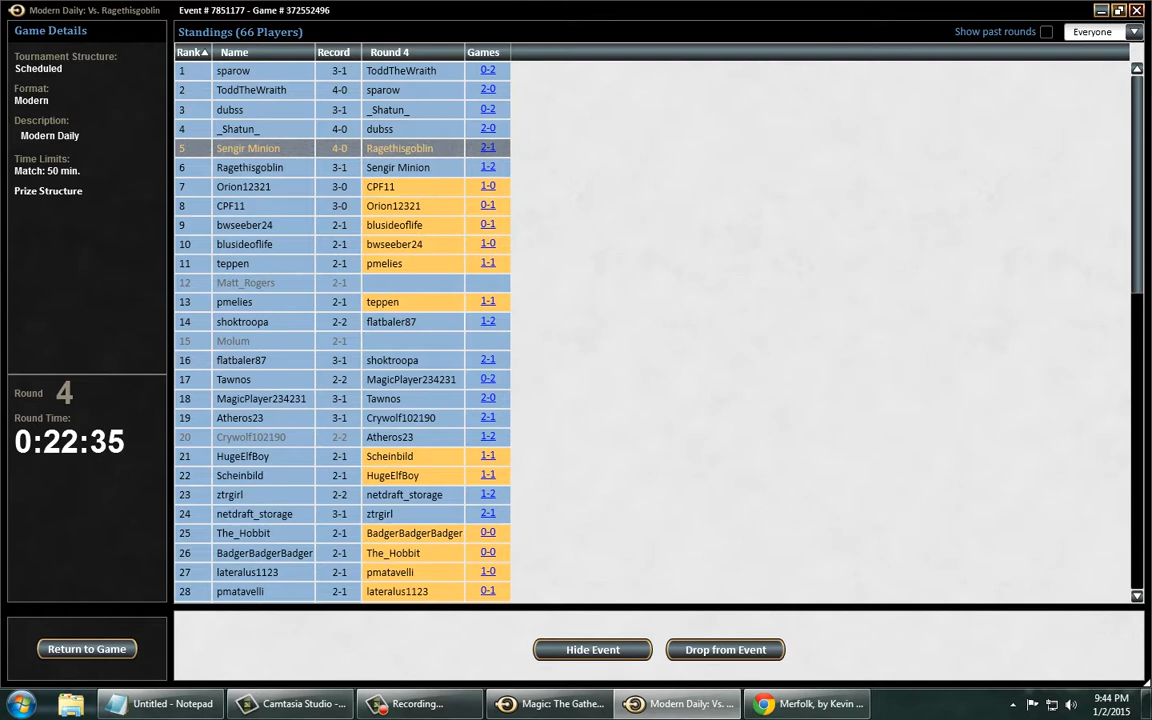 Modern Daily: Vs. Ragethisgoblin
Event # 7851177 - Game # 372552496
Game Details
Tournament Structure:
Scheduled
Format:
Modern
Description:
Modern Daily
Time Limits:
Match: 50 min.
Prize Structure
Round 4
Round Time:
0:22:35
Return to Game
Standings (66 Players)
Show past rounds
Everyone
Rank Name Record Round 4 Games
1 sparow 3-1 ToddTheWraith 0-2
2 ToddTheWraith 4-0 sparow 2-0
3 dubss 3-1 _Shatun_ 0-2
4 _Shatun_ 4-0 dubss 2-0
5 Sengir Minion 4-0 Ragethisgoblin 2-1
6 Ragethisgoblin 3-1 Sengir Minion 1-2
7 Orion12321 3-0 CPF11 1-0
8 CPF11 3-0 Orion12321 0-1
9 bwseeber24 2-1 blusideoflife 0-1
10 blusideoflife 2-1 bwseeber24 1-0
11 teppen 2-1 pmelies 1-1
12 Matt_Rogers 2-1
13 pmelies 2-1 teppen 1-1
14 shoktroopa 2-2 flatbaler87 1-2
15 Molum 2-1
16 flatbaler87 3-1 shoktroopa 2-1
17 Tawnos 2-2 MagicPlayer234231 0-2
18 MagicPlayer234231 3-1 Tawnos 2-0
19 Atheros23 3-1 Crywolf102190 2-1
20 Crywolf102190 2-2 Atheros23 1-2
21 HugeElfBoy 2-1 Scheinbild 1-1
22 Scheinbild 2-1 HugeElfBoy 1-1
23 ztrgirl 2-2 netdraft_storage 1-2
24 netdraft_storage 3-1 ztrgirl 2-1
25 The_Hobbit 2-1 BadgerBadgerBadger 0-0
26 BadgerBadgerBadger 2-1 The_Hobbit 0-0
27 lateralus1123 2-1 pmatavelli 1-0
28 pmatavelli 2-1 lateralus1123 0-1
Hide Event
Drop from Event
Untitled - Notepad
Camtasia Studio -...
Recording...
Magic: The Gathe...
Modern Daily: Vs. ...
Merfolk, by Kevin ...
9:44 PM
1/2/2015